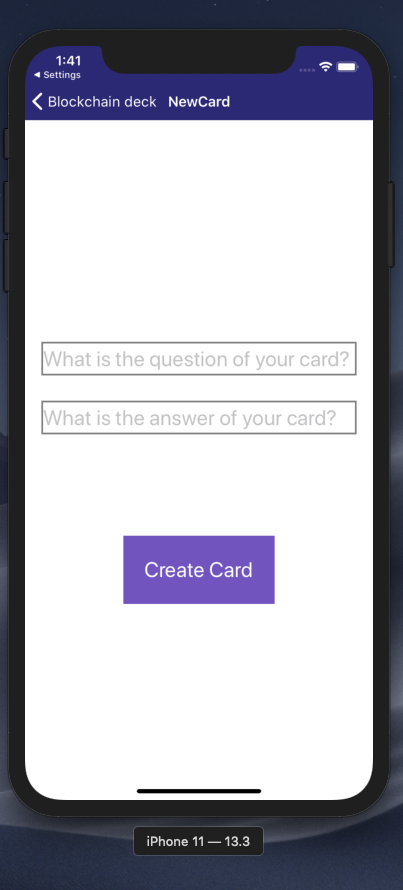 1:41
Settings
Blockchain deck NewCard
What is the question of your card?
What is the answer of your card?
Create Card
iPhone 11 — 13.3